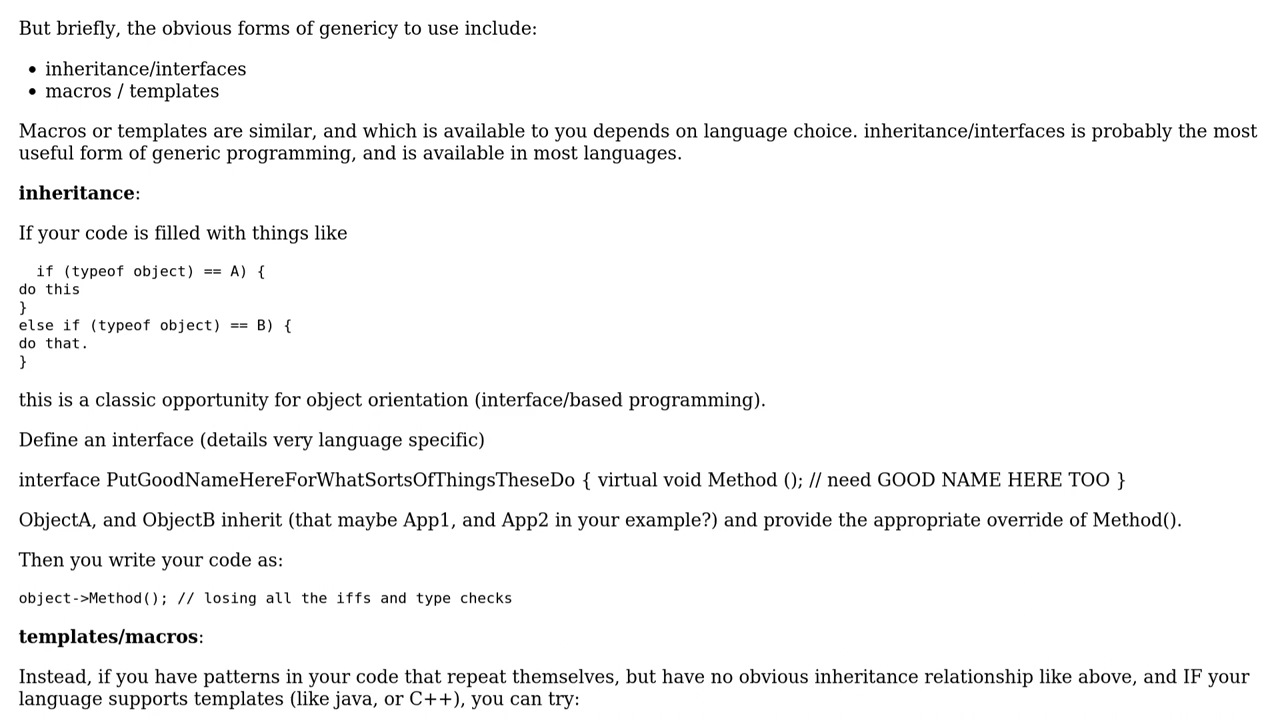 But briefly, the obvious forms of genericy to use include:
• inheritance/interfaces
• macros / templates
Macros or templates are similar, and which is available to you depends on language choice. inheritance/interfaces is probably the most
useful form of generic programming, and is available in most languages.
inheritance:
If your code is filled with things like
  if (typeof object) == A) {
do this
}
else if (typeof object) == B) {
do that.
}
this is a classic opportunity for object orientation (interface/based programming).
Define an interface (details very language specific)
interface PutGoodNameHereForWhatSortsOfThingsTheseDo { virtual void Method (); // need GOOD NAME HERE TOO }
ObjectA, and ObjectB inherit (that maybe App1, and App2 in your example?) and provide the appropriate override of Method().
Then you write your code as:
object->Method(); // losing all the iffs and type checks
templates/macros:
Instead, if you have patterns in your code that repeat themselves, but have no obvious inheritance relationship like above, and IF your
language supports templates (like java, or C++), you can try: